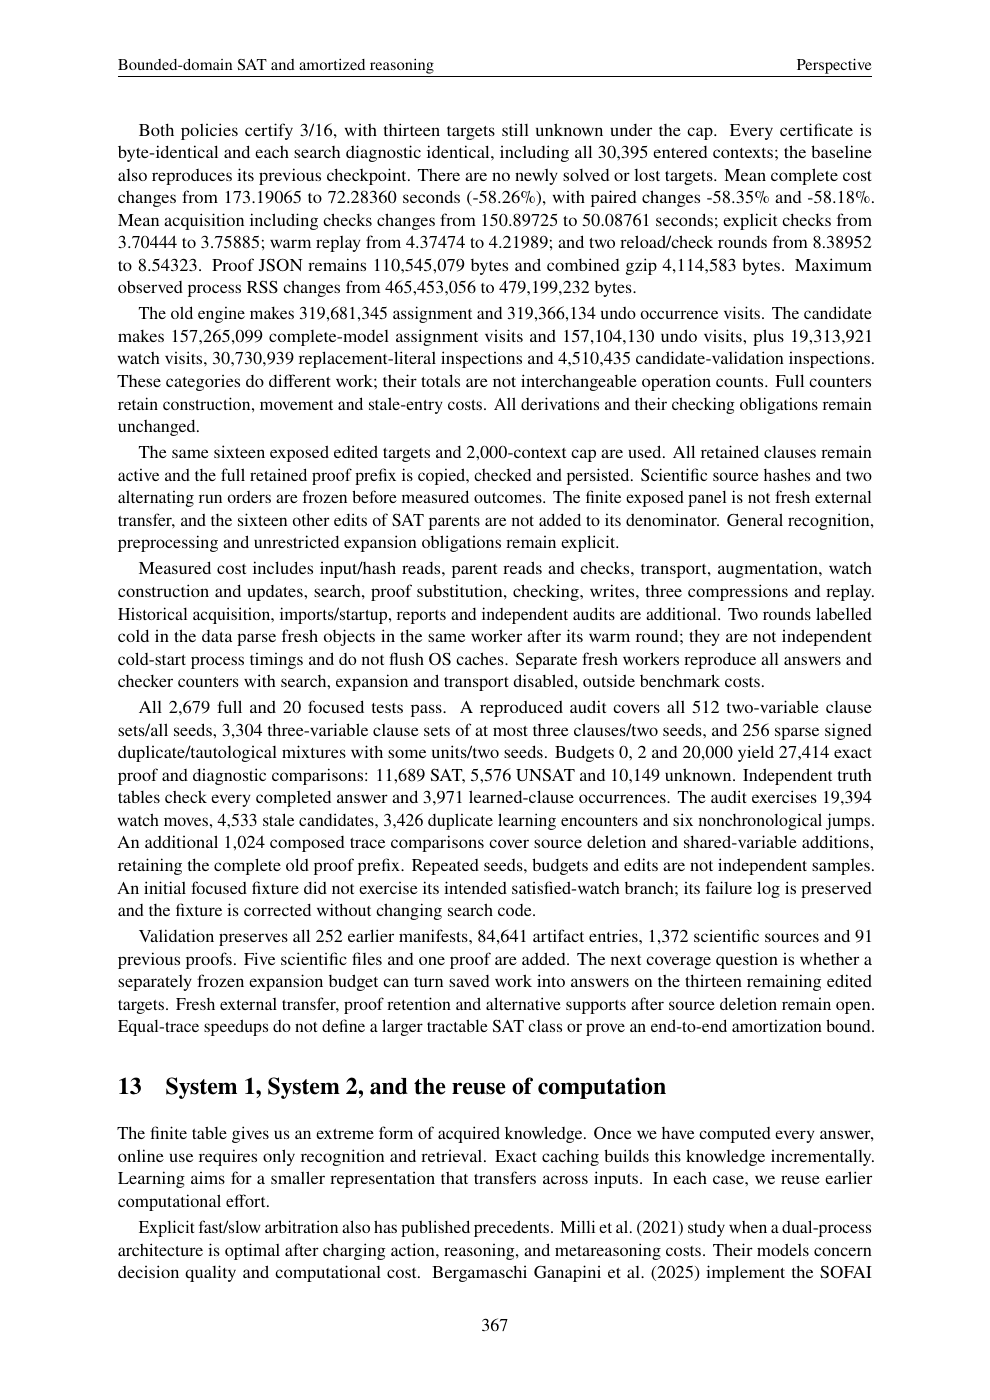 Bounded-domain SAT and amortized reasoning Perspective
Both policies certify 3/16, with thirteen targets still unknown under the cap. Every certificate is
byte-identical and each search diagnostic identical, including all 30,395 entered contexts; the baseline
also reproduces its previous checkpoint. There are no newly solved or lost targets. Mean complete cost
changes from 173.19065 to 72.28360 seconds (-58.26%), with paired changes -58.35% and -58.18%.
Mean acquisition including checks changes from 150.89725 to 50.08761 seconds; explicit checks from
3.70444 to 3.75885; warm replay from 4.37474 to 4.21989; and two reload/check rounds from 8.38952
to 8.54323. Proof JSON remains 110,545,079 bytes and combined gzip 4,114,583 bytes. Maximum
observed process RSS changes from 465,453,056 to 479,199,232 bytes.
The old engine makes 319,681,345 assignment and 319,366,134 undo occurrence visits. The candidate
makes 157,265,099 complete-model assignment visits and 157,104,130 undo visits, plus 19,313,921
watch visits, 30,730,939 replacement-literal inspections and 4,510,435 candidate-validation inspections.
These categories do different work; their totals are not interchangeable operation counts. Full counters
retain construction, movement and stale-entry costs. All derivations and their checking obligations remain
unchanged.
The same sixteen exposed edited targets and 2,000-context cap are used. All retained clauses remain
active and the full retained proof prefix is copied, checked and persisted. Scientific source hashes and two
alternating run orders are frozen before measured outcomes. The finite exposed panel is not fresh external
transfer, and the sixteen other edits of SAT parents are not added to its denominator. General recognition,
preprocessing and unrestricted expansion obligations remain explicit.
Measured cost includes input/hash reads, parent reads and checks, transport, augmentation, watch
construction and updates, search, proof substitution, checking, writes, three compressions and replay.
Historical acquisition, imports/startup, reports and independent audits are additional. Two rounds labelled
cold in the data parse fresh objects in the same worker after its warm round; they are not independent
cold-start process timings and do not flush OS caches. Separate fresh workers reproduce all answers and
checker counters with search, expansion and transport disabled, outside benchmark costs.
All 2,679 full and 20 focused tests pass. A reproduced audit covers all 512 two-variable clause
sets/all seeds, 3,304 three-variable clause sets of at most three clauses/two seeds, and 256 sparse signed
duplicate/tautological mixtures with some units/two seeds. Budgets 0, 2 and 20,000 yield 27,414 exact
proof and diagnostic comparisons: 11,689 SAT, 5,576 UNSAT and 10,149 unknown. Independent truth
tables check every completed answer and 3,971 learned-clause occurrences. The audit exercises 19,394
watch moves, 4,533 stale candidates, 3,426 duplicate learning encounters and six nonchronological jumps.
An additional 1,024 composed trace comparisons cover source deletion and shared-variable additions,
retaining the complete old proof prefix. Repeated seeds, budgets and edits are not independent samples.
An initial focused fixture did not exercise its intended satisfied-watch branch; its failure log is preserved
and the fixture is corrected without changing search code.
Validation preserves all 252 earlier manifests, 84,641 artifact entries, 1,372 scientific sources and 91
previous proofs. Five scientific files and one proof are added. The next coverage question is whether a
separately frozen expansion budget can turn saved work into answers on the thirteen remaining edited
targets. Fresh external transfer, proof retention and alternative supports after source deletion remain open.
Equal-trace speedups do not define a larger tractable SAT class or prove an end-to-end amortization bound.
13 System 1, System 2, and the reuse of computation
The finite table gives us an extreme form of acquired knowledge. Once we have computed every answer,
online use requires only recognition and retrieval. Exact caching builds this knowledge incrementally.
Learning aims for a smaller representation that transfers across inputs. In each case, we reuse earlier
computational effort.
Explicit fast/slow arbitration also has published precedents. Milli et al. (2021) study when a dual-process
architecture is optimal after charging action, reasoning, and metareasoning costs. Their models concern
decision quality and computational cost. Bergamaschi Ganapini et al. (2025) implement the SOFAI
367